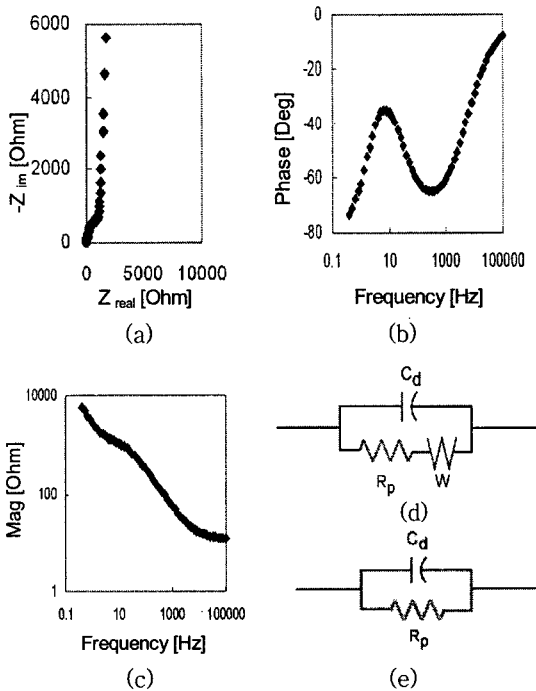 6000
4000
2000
0
-Z im [Ohm]
0 5000 10000
Z real [Ohm]
(a)
0
-20
-40
-60
-80
Phase [Deg]
0.1 10 1000 100000
Frequency [Hz]
(b)
10000
100
1
Mag [Ohm]
0.1 10 1000 100000
Frequency [Hz]
(c)
Cd
Rp W
(d)
Cd
Rp
(e)